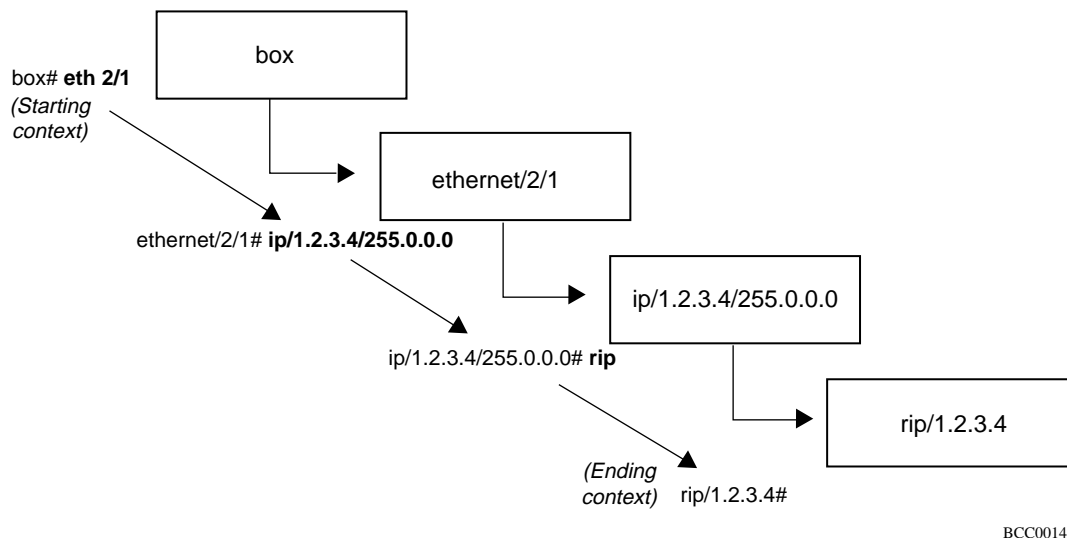 box
box# eth 2/1
(Starting
context)
ethernet/2/1
ethernet/2/1# ip/1.2.3.4/255.0.0.0
ip/1.2.3.4/255.0.0.0
ip/1.2.3.4/255.0.0.0# rip
rip/1.2.3.4
(Ending
context)
rip/1.2.3.4#
BCC0014